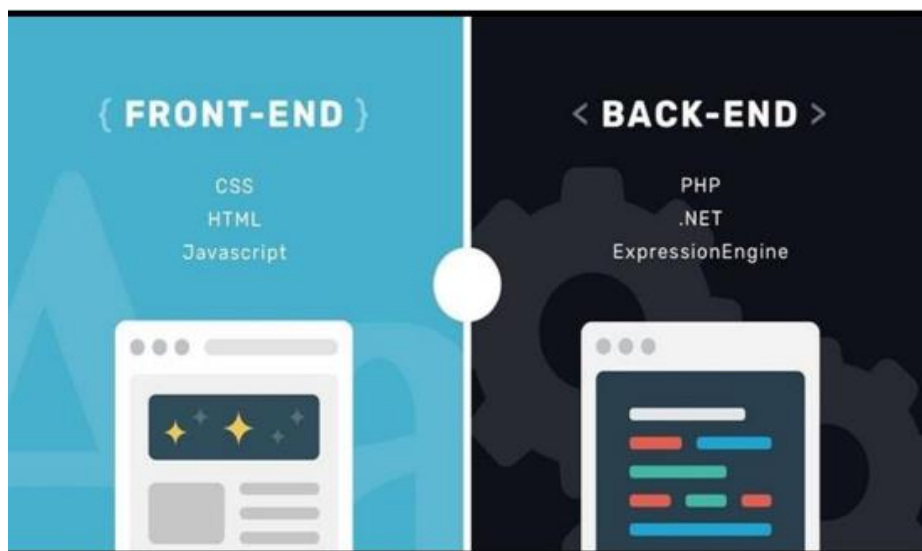 { FRONT-END }
CSS
HTML
Javascript
< BACK-END >
PHP
.NET
ExpressionEngine